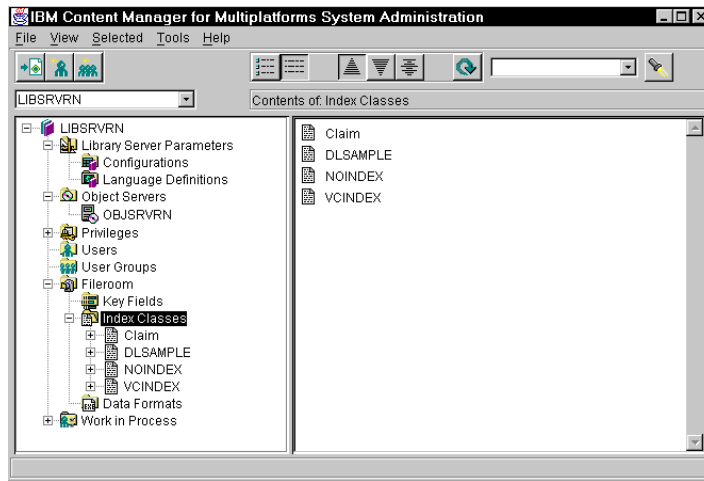 IBM Content Manager for Multiplatforms System Administration
File View Selected Tools Help
LIBSRVRN
Contents of: Index Classes
LIBSRVRN
Library Server Parameters
Configurations
Language Definitions
Object Servers
OBJSRVRN
Privileges
Users
User Groups
Fileroom
Key Fields
Index Classes
Claim
DLSAMPLE
NOINDEX
VCINDEX
Data Formats
Work in Process
Claim
DLSAMPLE
NOINDEX
VCINDEX